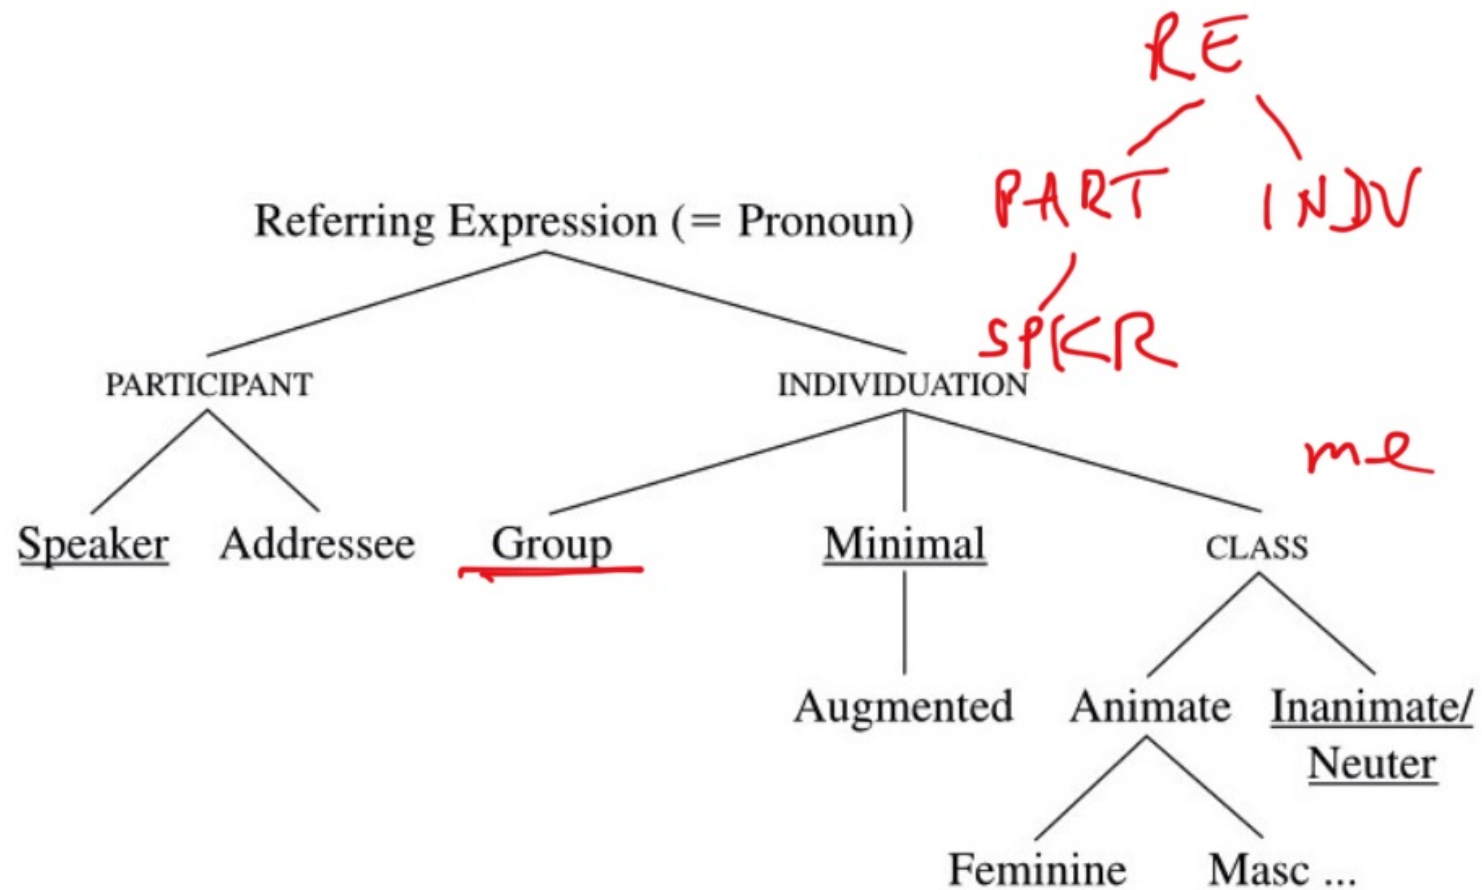 RE
PART INDV
Referring Expression (= Pronoun)
SPKR
PARTICIPANT INDIVIDUATION
me
Speaker Addressee Group Minimal CLASS
Augmented Animate Inanimate/
Neuter
Feminine Masc ...